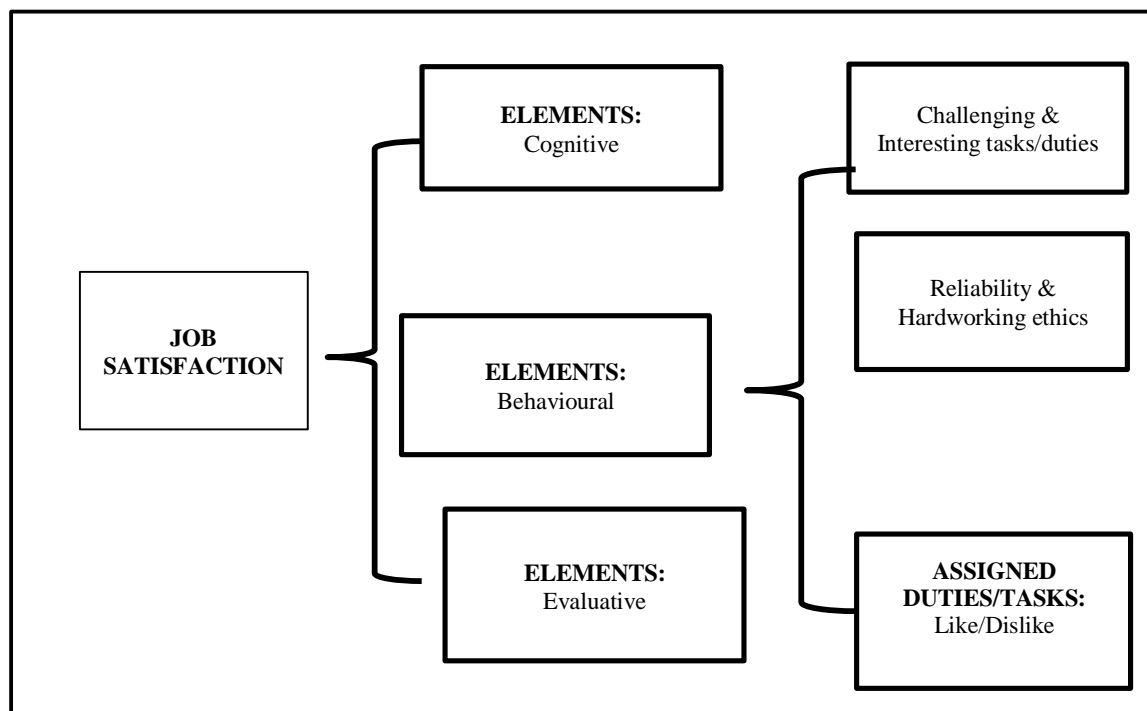 JOB
SATISFACTION
ELEMENTS:
Cognitive
ELEMENTS:
Behavioural
ELEMENTS:
Evaluative
Challenging &
Interesting tasks/duties
Reliability &
Hardworking ethics
ASSIGNED
DUTIES/TASKS:
Like/Dislike